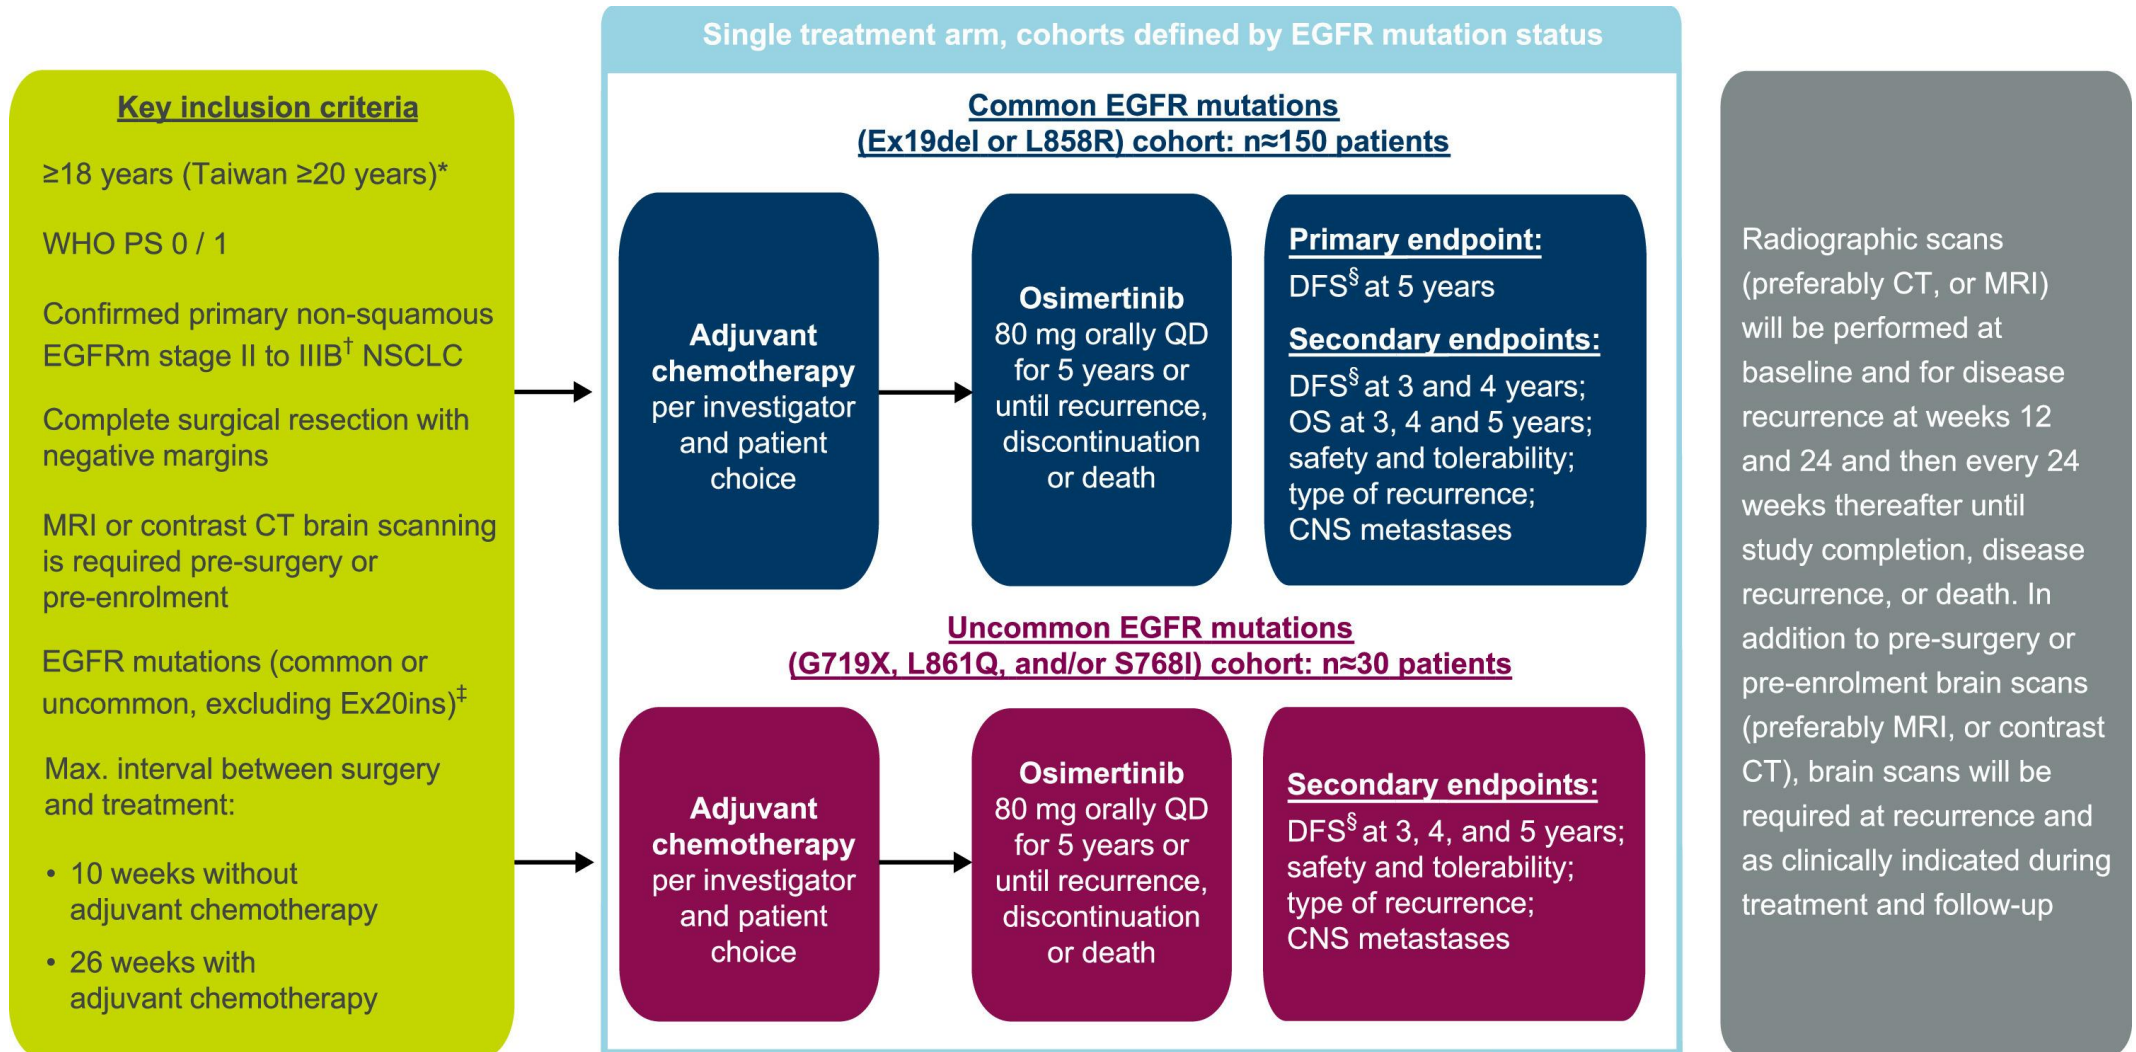 Single treatment arm, cohorts defined by EGFR mutation status
Key inclusion criteria
≥18 years (Taiwan ≥20 years)*
WHO PS 0 / 1
Confirmed primary non-squamous
EGFRm stage II to IIIB† NSCLC
Complete surgical resection with
negative margins
MRI or contrast CT brain scanning
is required pre-surgery or
pre-enrolment
EGFR mutations (common or
uncommon, excluding Ex20ins)‡
Max. interval between surgery
and treatment:
• 10 weeks without
adjuvant chemotherapy
• 26 weeks with
adjuvant chemotherapy
Common EGFR mutations
(Ex19del or L858R) cohort: n≈150 patients
Adjuvant
chemotherapy
per investigator
and patient
choice
Osimertinib
80 mg orally QD
for 5 years or
until recurrence,
discontinuation
or death
Primary endpoint:
DFS§ at 5 years
Secondary endpoints:
DFS§ at 3 and 4 years;
OS at 3, 4 and 5 years;
safety and tolerability;
type of recurrence;
CNS metastases
Uncommon EGFR mutations
(G719X, L861Q, and/or S768I) cohort: n≈30 patients
Adjuvant
chemotherapy
per investigator
and patient
choice
Osimertinib
80 mg orally QD
for 5 years or
until recurrence,
discontinuation
or death
Secondary endpoints:
DFS§ at 3, 4, and 5 years;
safety and tolerability;
type of recurrence;
CNS metastases
Radiographic scans
(preferably CT, or MRI)
will be performed at
baseline and for disease
recurrence at weeks 12
and 24 and then every 24
weeks thereafter until
study completion, disease
recurrence, or death. In
addition to pre-surgery or
pre-enrolment brain scans
(preferably MRI, or contrast
CT), brain scans will be
required at recurrence and
as clinically indicated during
treatment and follow-up